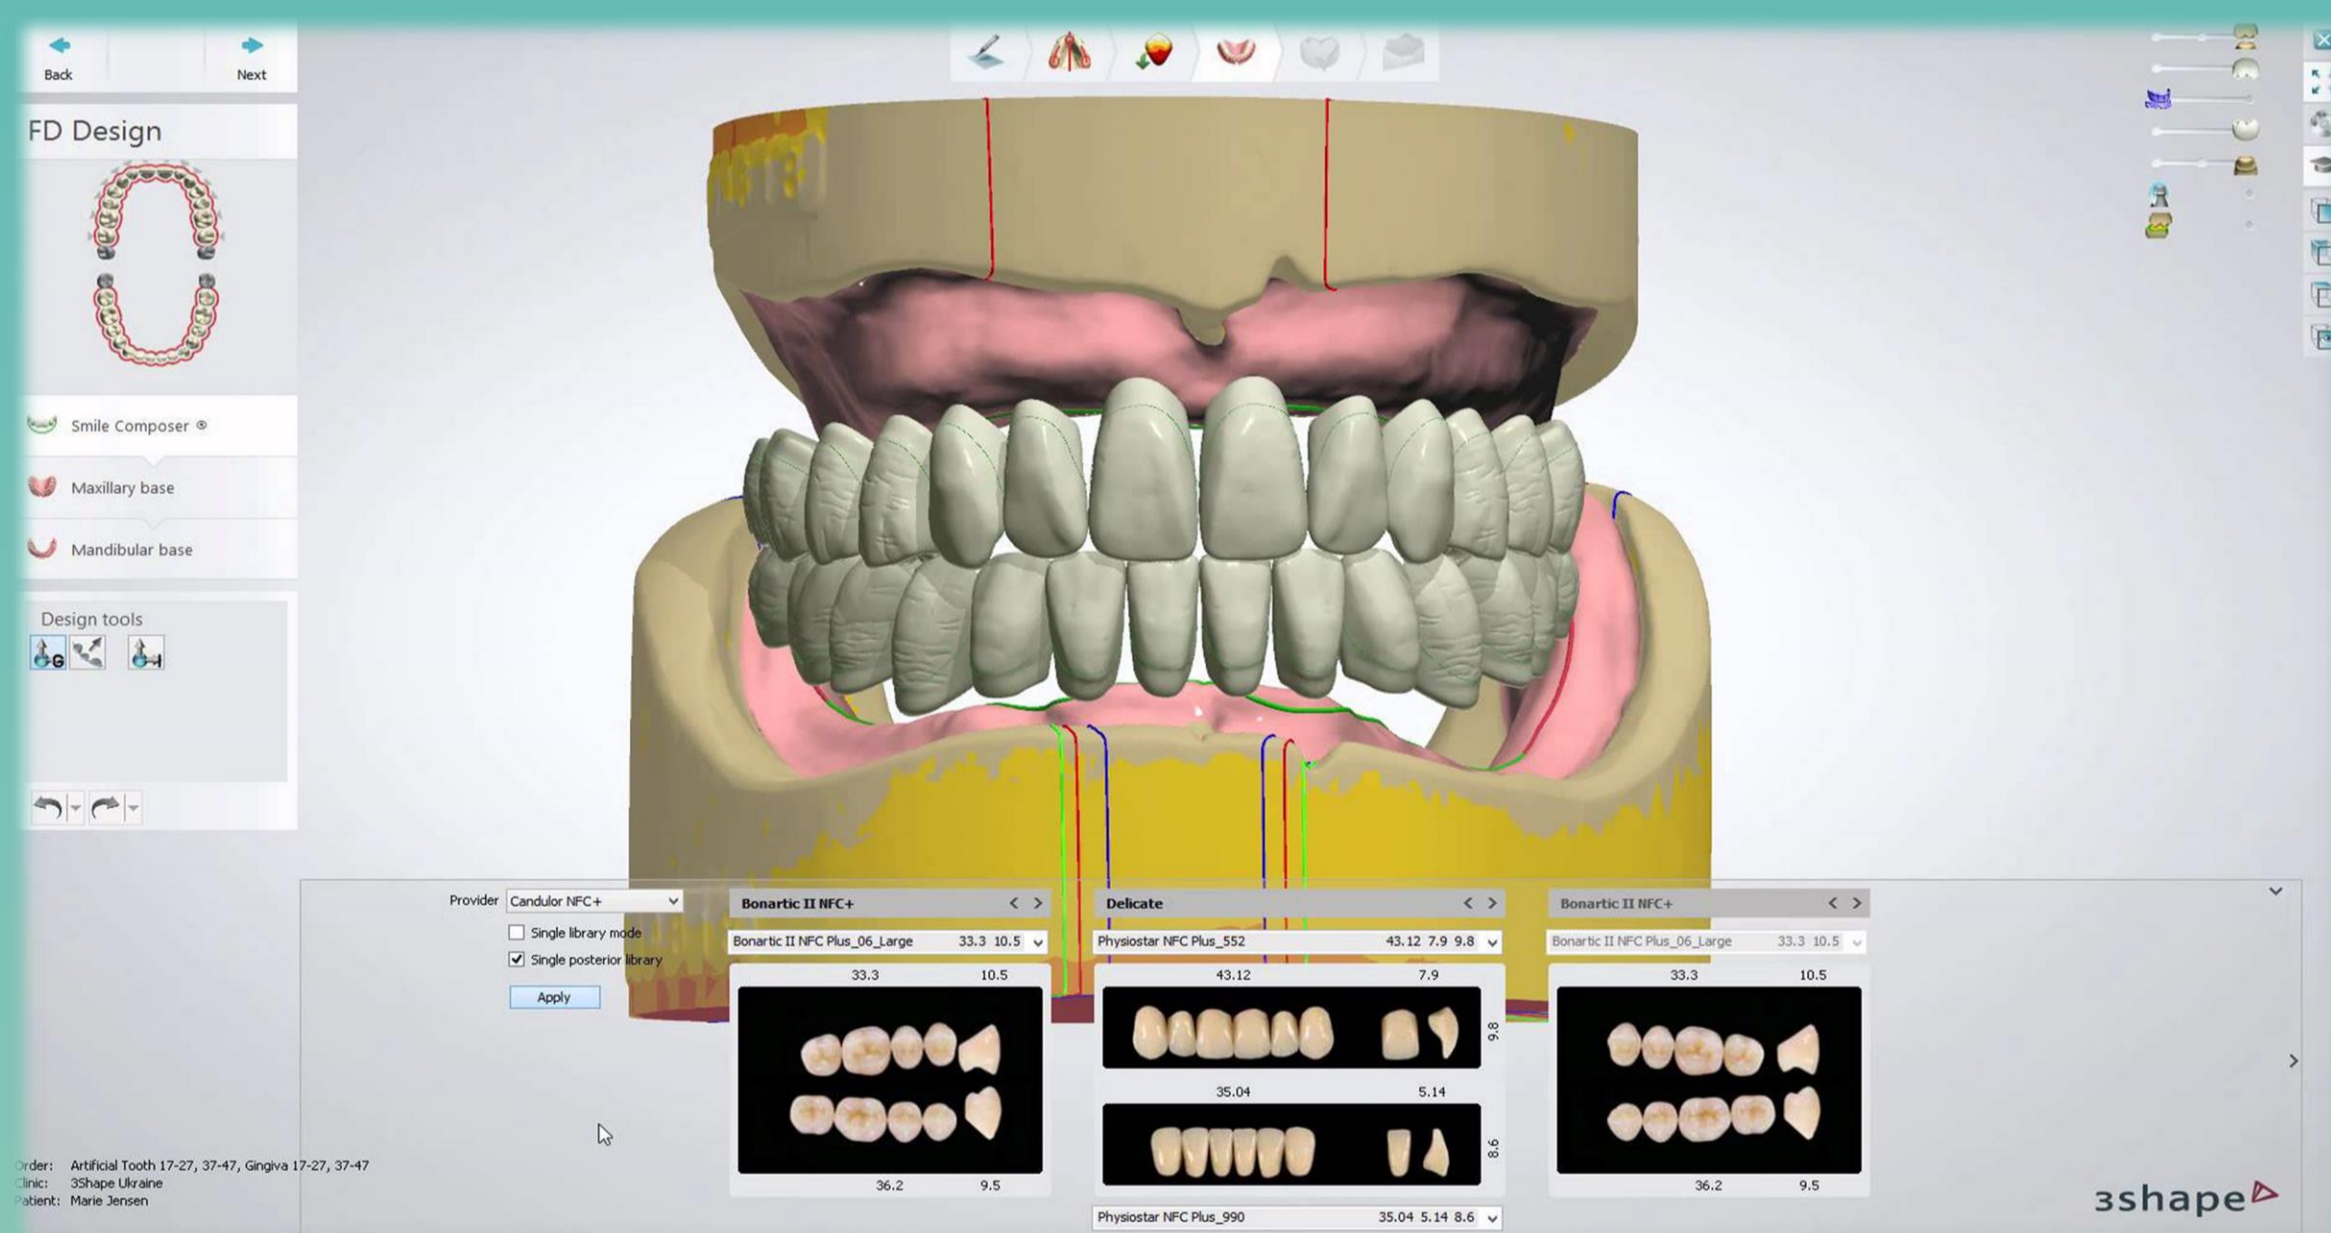 Back
Next
FD Design
Smile Composer ®
Maxillary base
Mandibular base
Design tools
G
Provider
Candulor NFC+
Single library mode
Single posterior library
Apply
Bonartic II NFC+
Bonartic II NFC Plus_06_Large 33.3 10.5
33.3 10.5
36.2 9.5
Delicate
Physiostar NFC Plus_552 43.12 7.9 9.8
43.12 7.9
9.8
35.04 5.14
8.6
Physiostar NFC Plus_990 35.04 5.14 8.6
Bonartic II NFC+
Bonartic II NFC Plus_06_Large 33.3 10.5
33.3 10.5
36.2 9.5
Order: Artificial Tooth 17-27, 37-47, Gingiva 17-27, 37-47
Clinic: 3Shape Ukraine
Patient: Marie Jensen
3shape